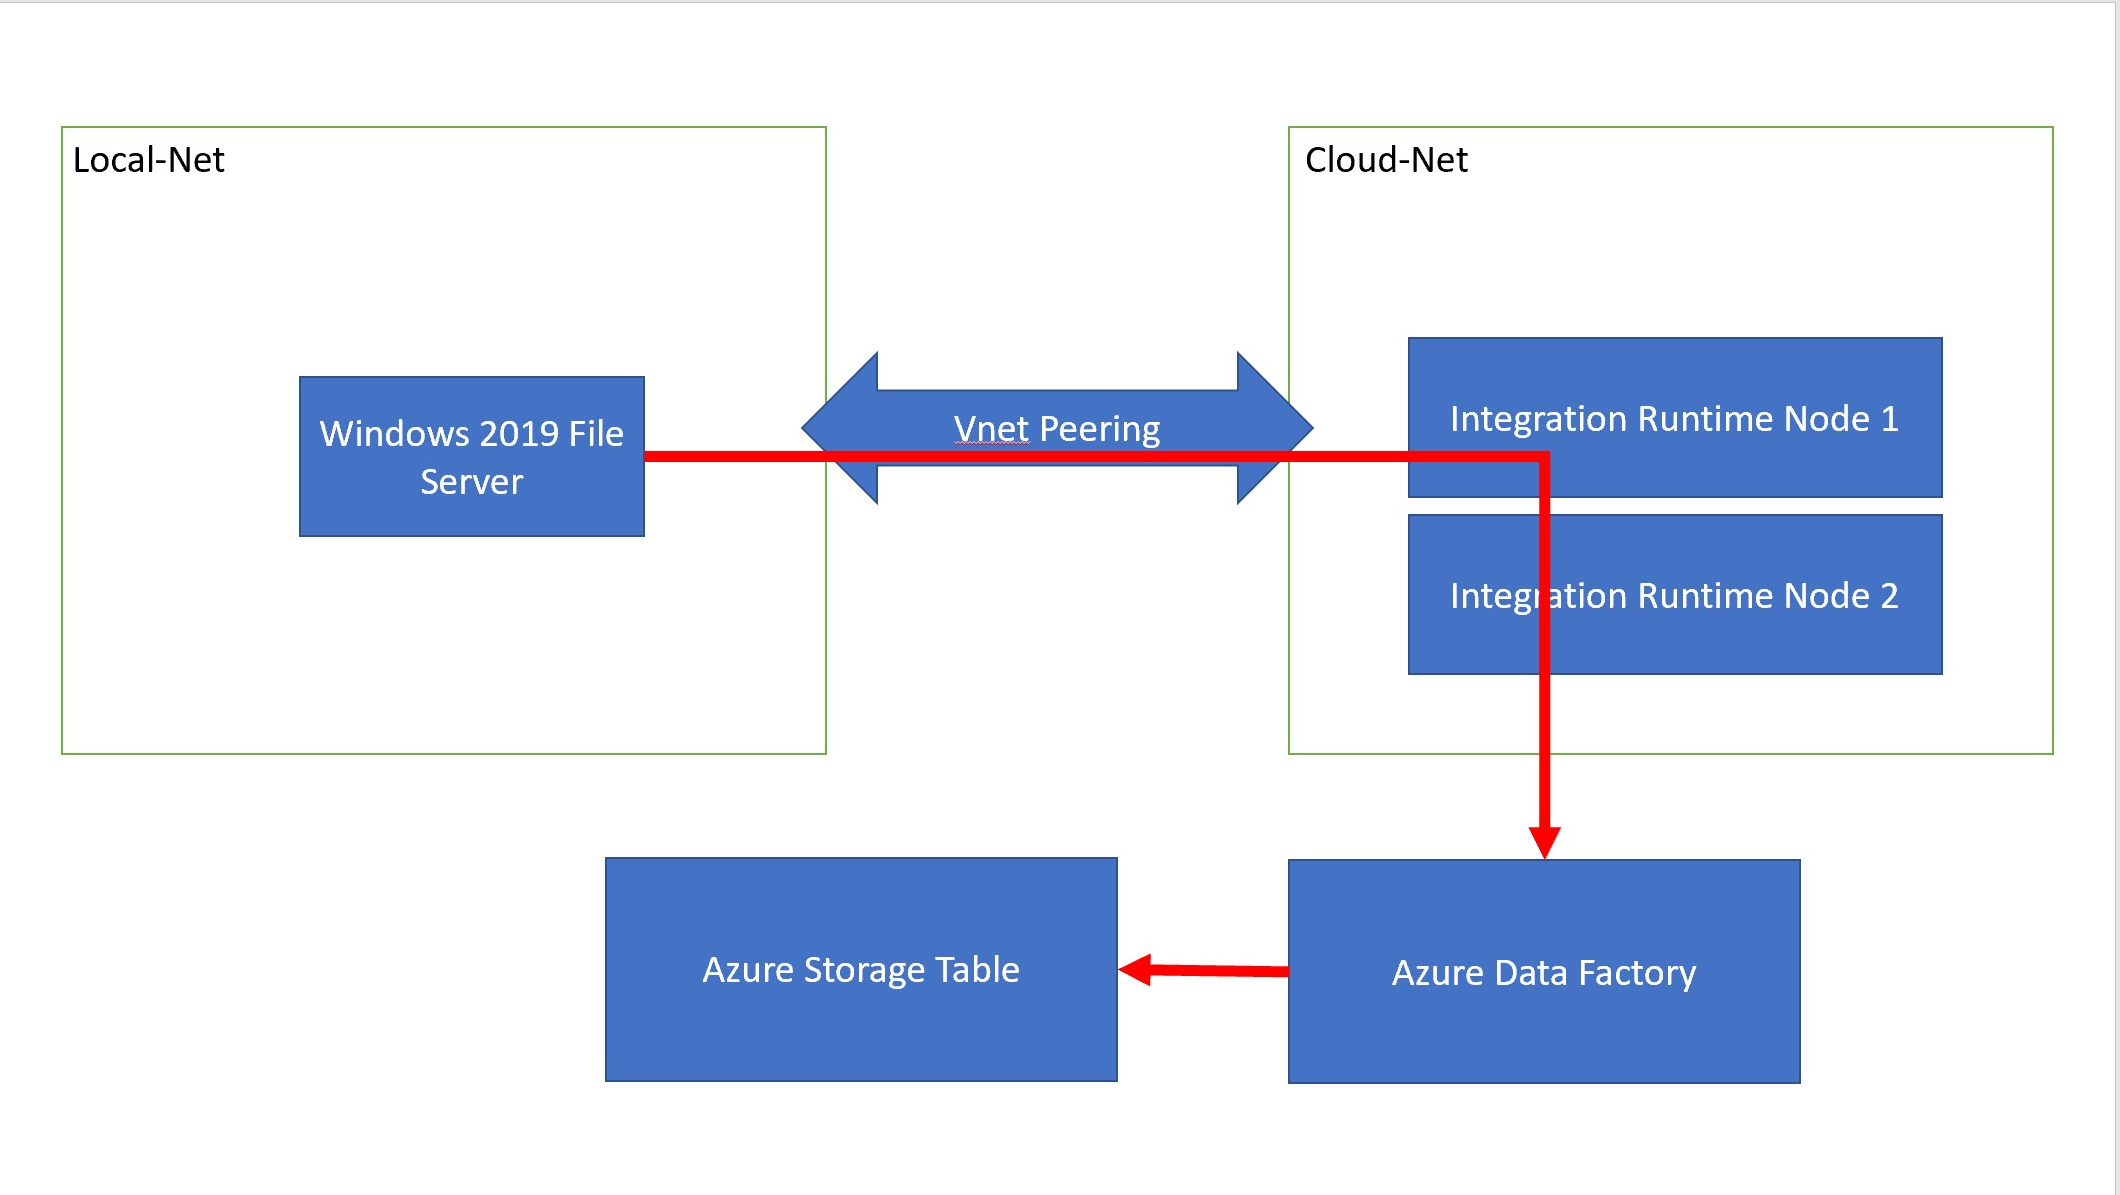 Local-Net
Cloud-Net
Windows 2019 File
Server
Vnet Peering
Integration Runtime Node 1
Integration Runtime Node 2
Azure Storage Table
Azure Data Factory